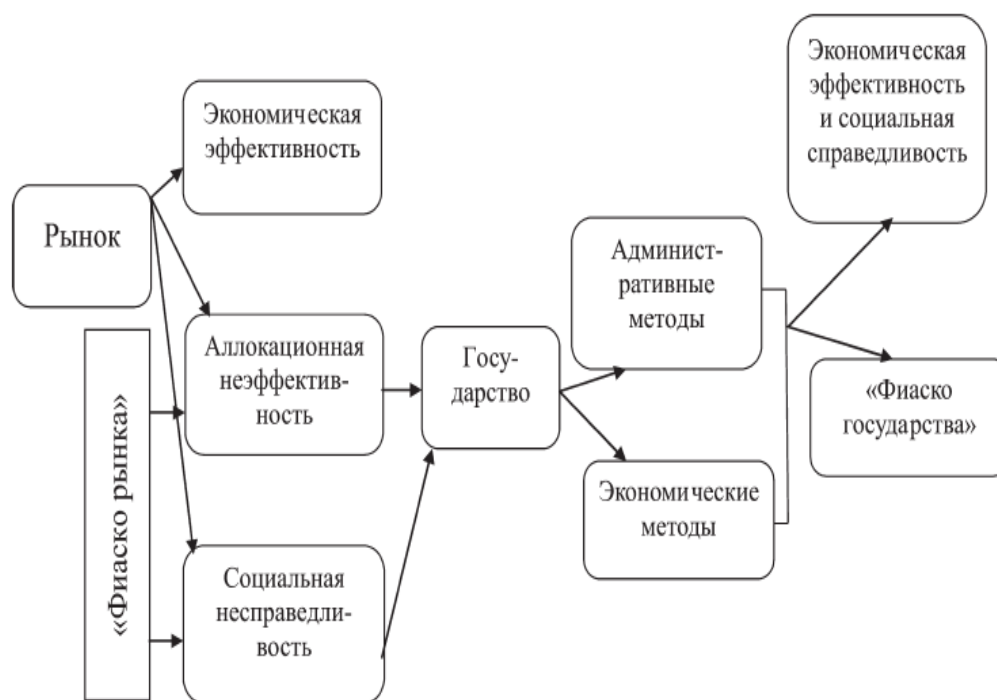 Экономическая
эффективность
Рынок
«Фиаско рынка»
Аллокационная
неэффектив-
ность
Социальная
несправедли-
вость
Госу-
дарство
Админист-
ративные
методы
Экономические
методы
Экономическая
эффективность
и социальная
справедливость
«Фиаско
государства»